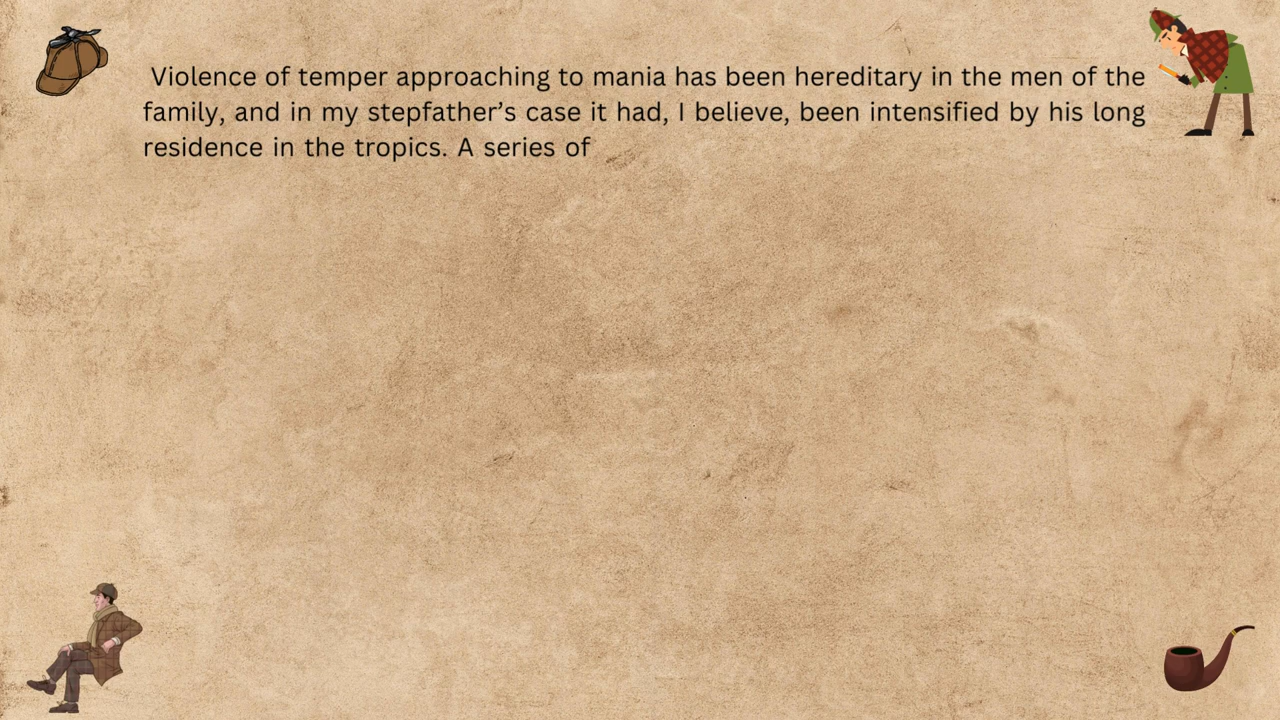 Violence of temper approaching to mania has been hereditary in the men of the
family, and in my stepfather’s case it had, I believe, been intensified by his long
residence in the tropics. A series of